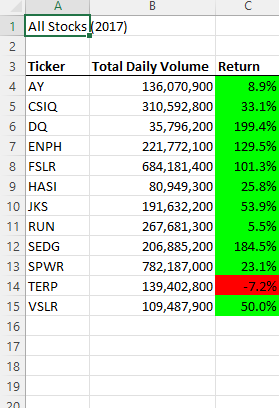 A B C
1 All Stocks (2017)
2
3 Ticker Total Daily Volume Return
4 AY 136,070,900 8.9%
5 CSIQ 310,592,800 33.1%
6 DQ 35,796,200 199.4%
7 ENPH 221,772,100 129.5%
8 FSLR 684,181,400 101.3%
9 HASI 80,949,300 25.8%
10 JKS 191,632,200 53.9%
11 RUN 267,681,300 5.5%
12 SEDG 206,885,200 184.5%
13 SPWR 782,187,000 23.1%
14 TERP 139,402,800 -7.2%
15 VSLR 109,487,900 50.0%
16
17
18
19
20